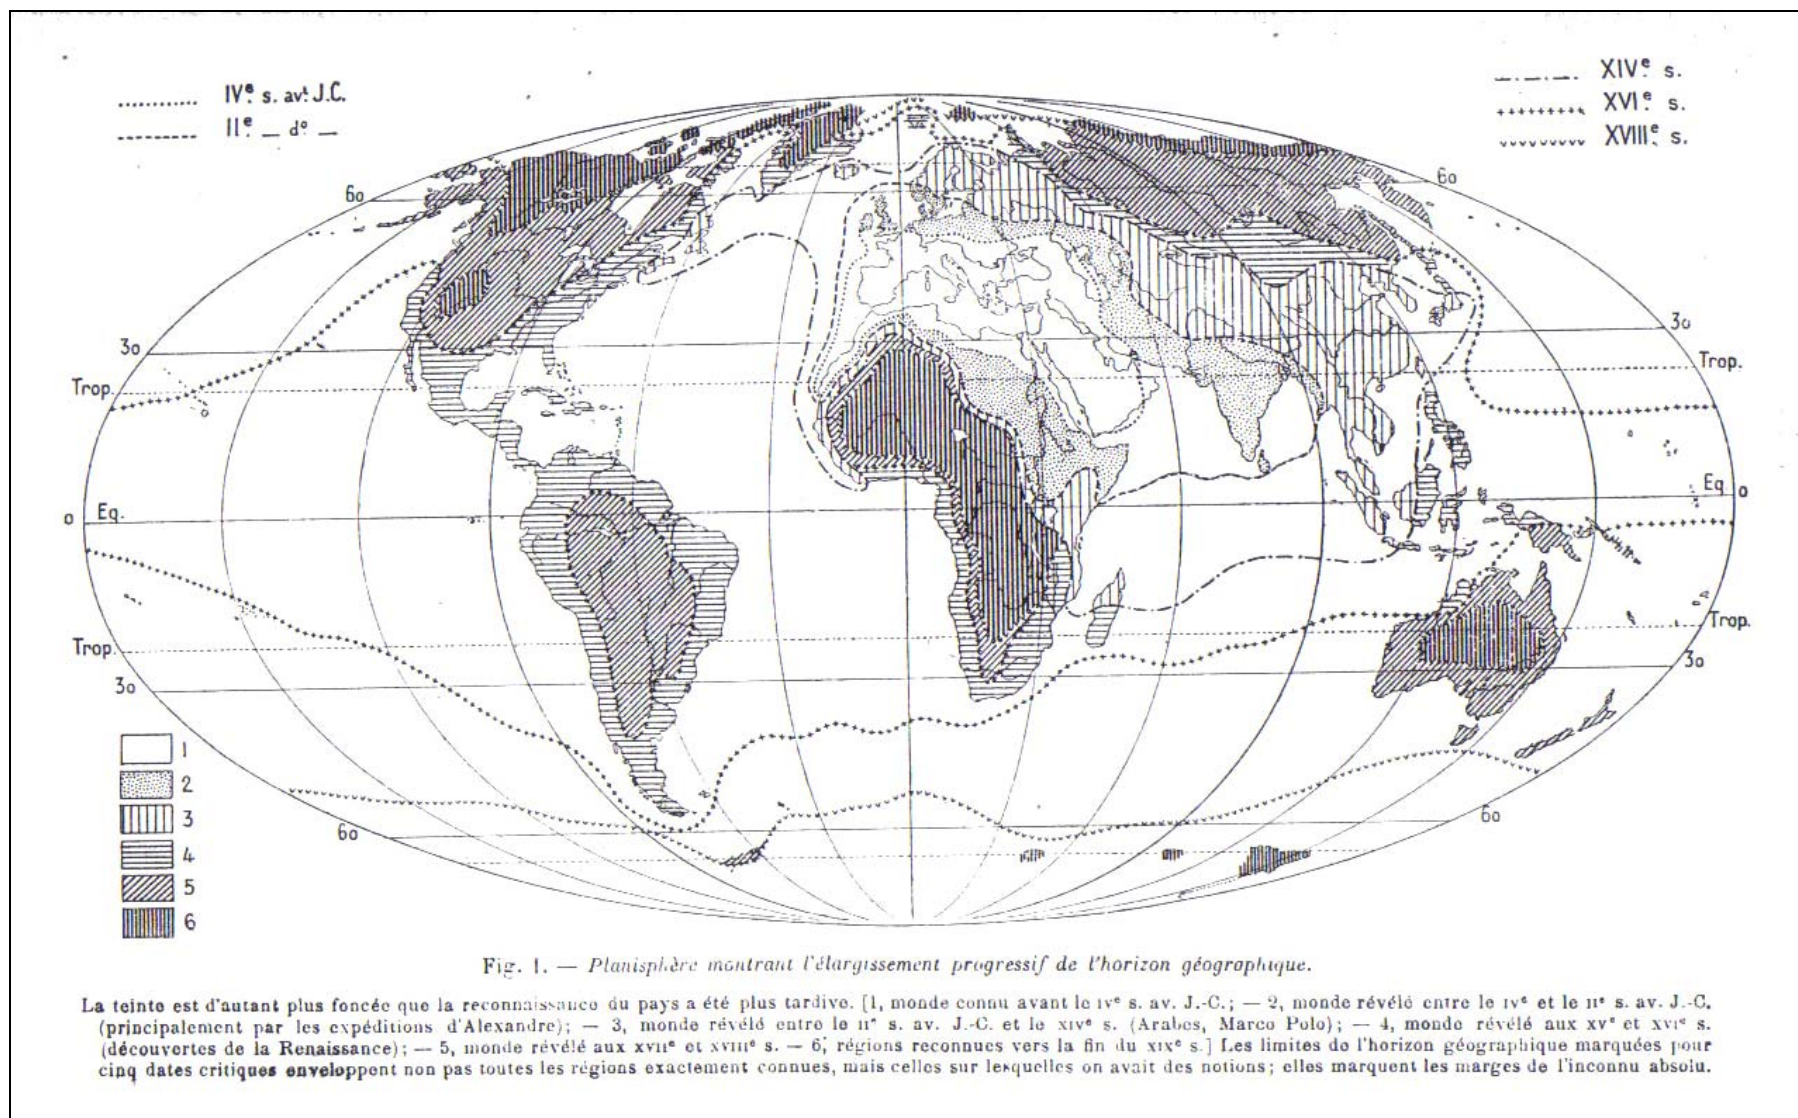 IVe s. avt J.C.
IIe — do —
XIVe s.
XVIe s.
XVIIIe s.
60
60
30
30
Trop.
Trop.
0 Eq.
Eq 0
Trop.
Trop.
30
30
60
60
1
2
3
4
5
6
Fig. 1. — Planisphère montrant l'élargissement progressif de l'horizon géographique.
La teinte est d'autant plus foncée que la reconnaissance du pays a été plus tardive. [1, monde connu avant le IVe s. av. J.-C.; — 2, monde révélé entre le IVe et le IIe s. av. J.-C.
(principalement par les expéditions d'Alexandre); — 3, monde révélé entre le IIe s. av. J.-C. et le XIVe s. (Arabes, Marco Polo); — 4, monde révélé aux XVe et XVIe s.
(découvertes de la Renaissance); — 5, monde révélé aux XVIIe et XVIIIe s. — 6, régions reconnues vers la fin du XIXe s.] Les limites de l'horizon géographique marquées pour
cinq dates critiques enveloppent non pas toutes les régions exactement connues, mais celles sur lesquelles on avait des notions; elles marquent les marges de l'inconnu absolu.